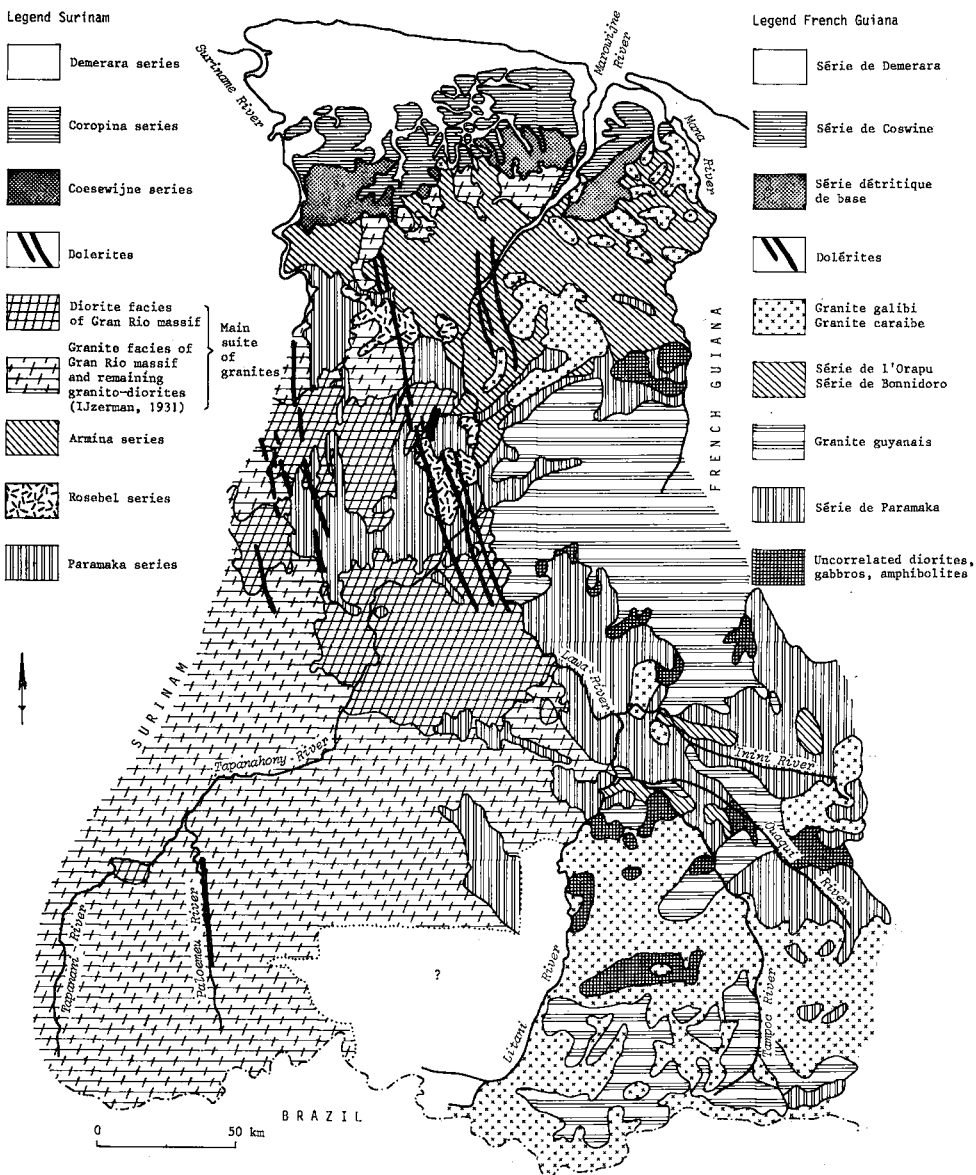 Legend Surinam
Demerara series
Coropina series
Coesewijne series
Dolerites
Diorite facies
of Gran Rio massif
Granite facies of
Gran Rio massif
and remaining
granito-diorites
(IJzerman, 1931)
Main
suite
of
granites
Armina series
Rosebel series
Paramaka series
Legend French Guiana
Série de Demerara
Série de Coswine
Série détritique
de base
Dolérites
Granite galibi
Granite caraibe
Série de l'Orapu
Série de Bonnidoro
Granite guyanais
Série de Paramaka
Uncorrelated diorites,
gabbros, amphibolites
Suriname River
Marowijne
River
Mana
River
FRENCH GUIANA
SURINAM
Lawa River
Inini River
Ouaqui
River
Tapanahony River
Tapanani River
Paloemeu River
?
Litani
River
Tampoa River
BRAZIL
0 50 km